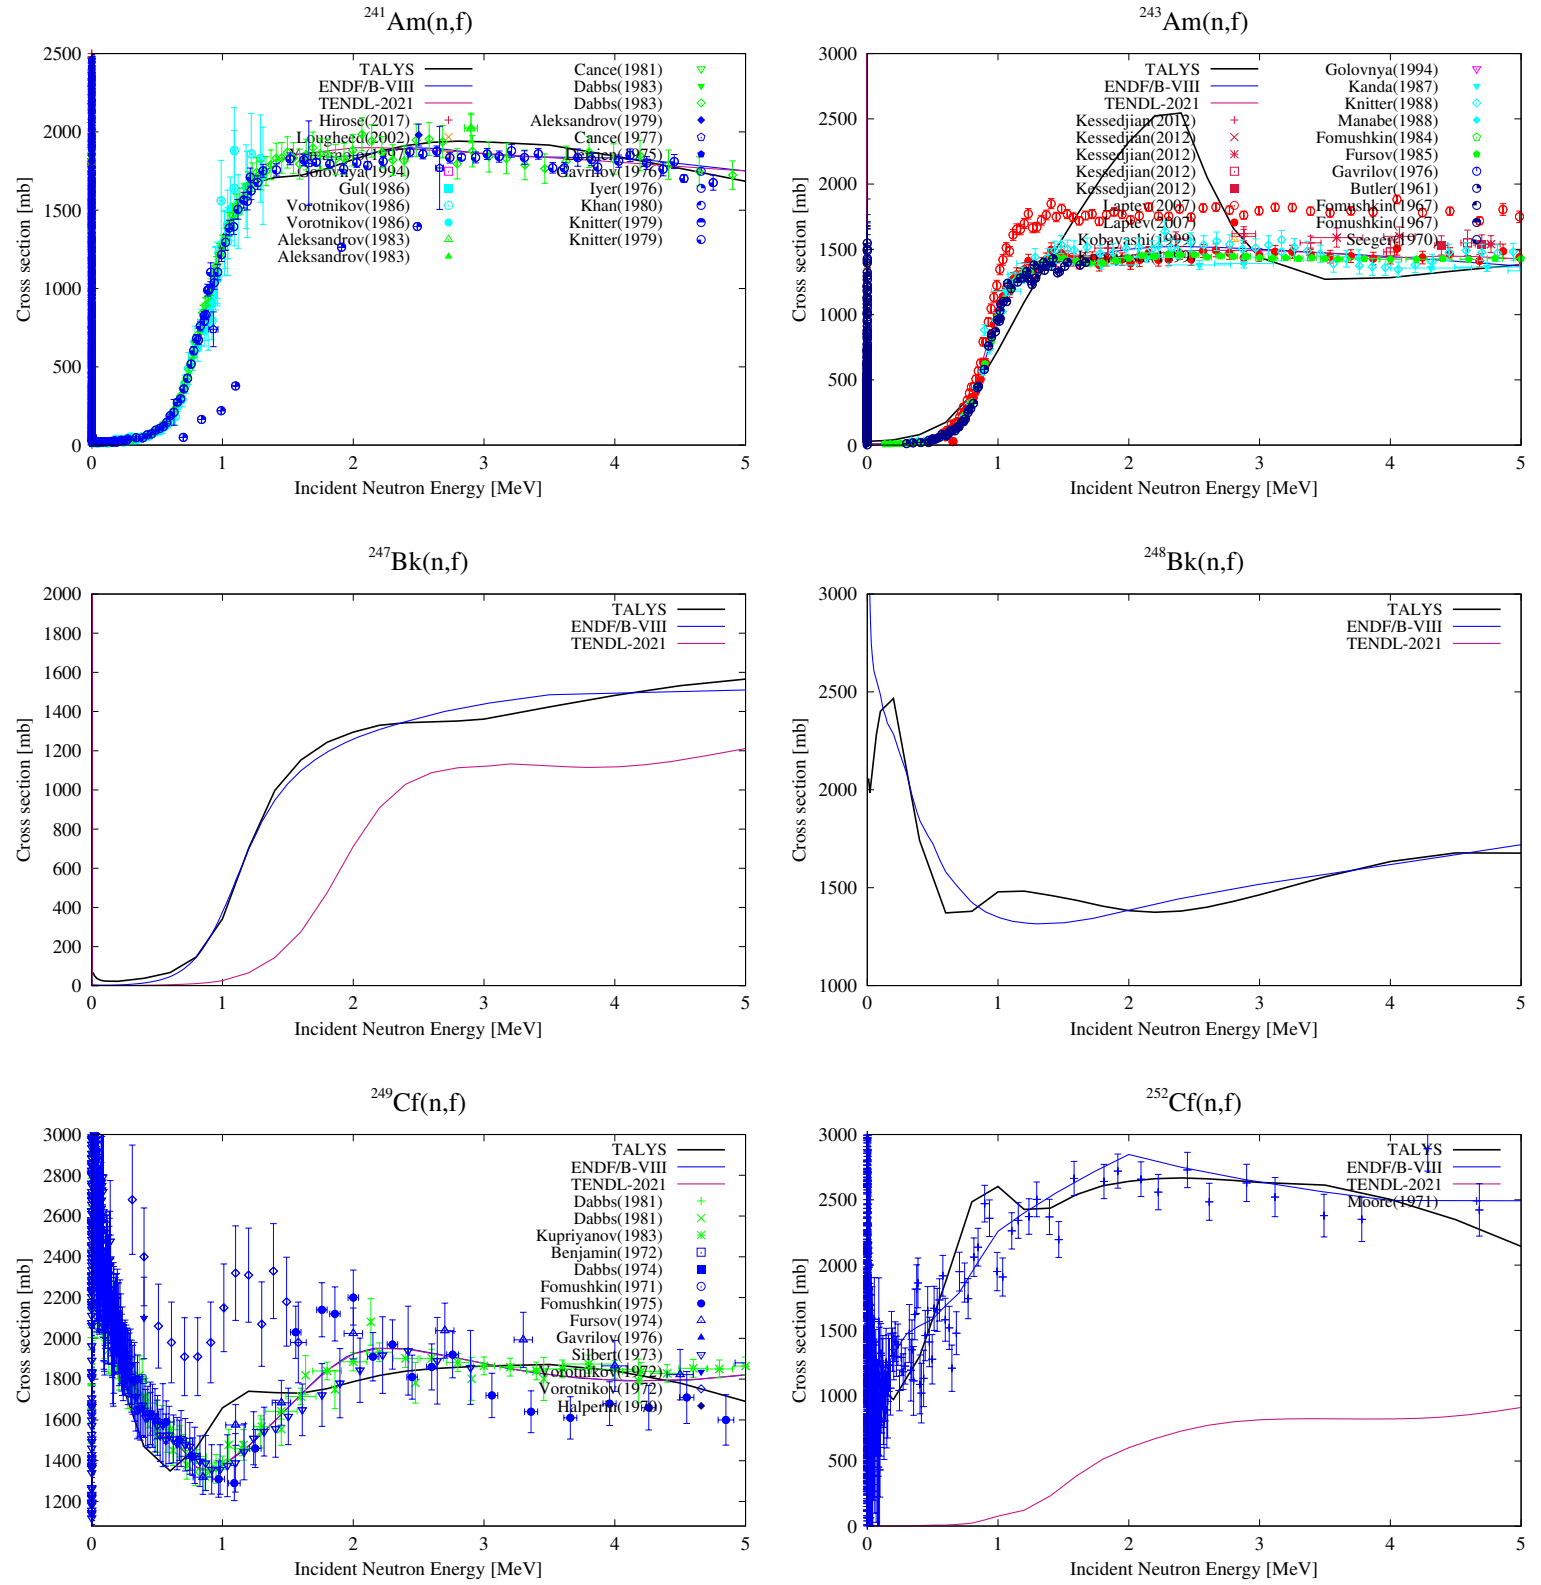 241Am(n,f)
Cross section [mb]
2500
2000
1500
1000
500
0
TALYS
ENDF/B-VIII
TENDL-2021
Hirose(2017)
Lougheed(2002)
Golovnya(1994)
Gul(1986)
Vorotnikov(1986)
Vorotnikov(1986)
Aleksandrov(1983)
Aleksandrov(1983)
Cance(1981)
Dabbs(1983)
Dabbs(1983)
Aleksandrov(1979)
Cance(1977)
Gavrilov(1976)
Iyer(1976)
Khan(1980)
Knitter(1979)
Knitter(1979)
0 1 2 3 4 5
Incident Neutron Energy [MeV]
243Am(n,f)
Cross section [mb]
3000
2500
2000
1500
1000
500
0
TALYS
ENDF/B-VIII
TENDL-2021
Kessedjian(2012)
Kessedjian(2012)
Kessedjian(2012)
Kessedjian(2012)
Kessedjian(2012)
Laptev(2007)
Laptev(2007)
Kobayashi(1999)
Golovnya(1994)
Kanda(1987)
Knitter(1988)
Manabe(1988)
Fomushkin(1984)
Fursov(1985)
Gavrilov(1976)
Butler(1961)
Fomushkin(1967)
Fomushkin(1967)
Seeger(1970)
0 1 2 3 4 5
Incident Neutron Energy [MeV]
247Bk(n,f)
Cross section [mb]
2000
1800
1600
1400
1200
1000
800
600
400
200
0
TALYS
ENDF/B-VIII
TENDL-2021
0 1 2 3 4 5
Incident Neutron Energy [MeV]
248Bk(n,f)
Cross section [mb]
3000
2500
2000
1500
1000
TALYS
ENDF/B-VIII
TENDL-2021
0 1 2 3 4 5
Incident Neutron Energy [MeV]
249Cf(n,f)
Cross section [mb]
3000
2800
2600
2400
2200
2000
1800
1600
1400
1200
TALYS
ENDF/B-VIII
TENDL-2021
Dabbs(1981)
Dabbs(1981)
Kupriyanov(1983)
Benjamin(1972)
Dabbs(1974)
Fomushkin(1971)
Fomushkin(1975)
Fursov(1974)
Gavrilov(1976)
Silbert(1973)
Vorotnikov(1972)
Vorotnikov(1972)
Halperin(1970)
0 1 2 3 4 5
Incident Neutron Energy [MeV]
252Cf(n,f)
Cross section [mb]
3000
2500
2000
1500
1000
500
0
TALYS
ENDF/B-VIII
TENDL-2021
Moore(1971)
0 1 2 3 4 5
Incident Neutron Energy [MeV]